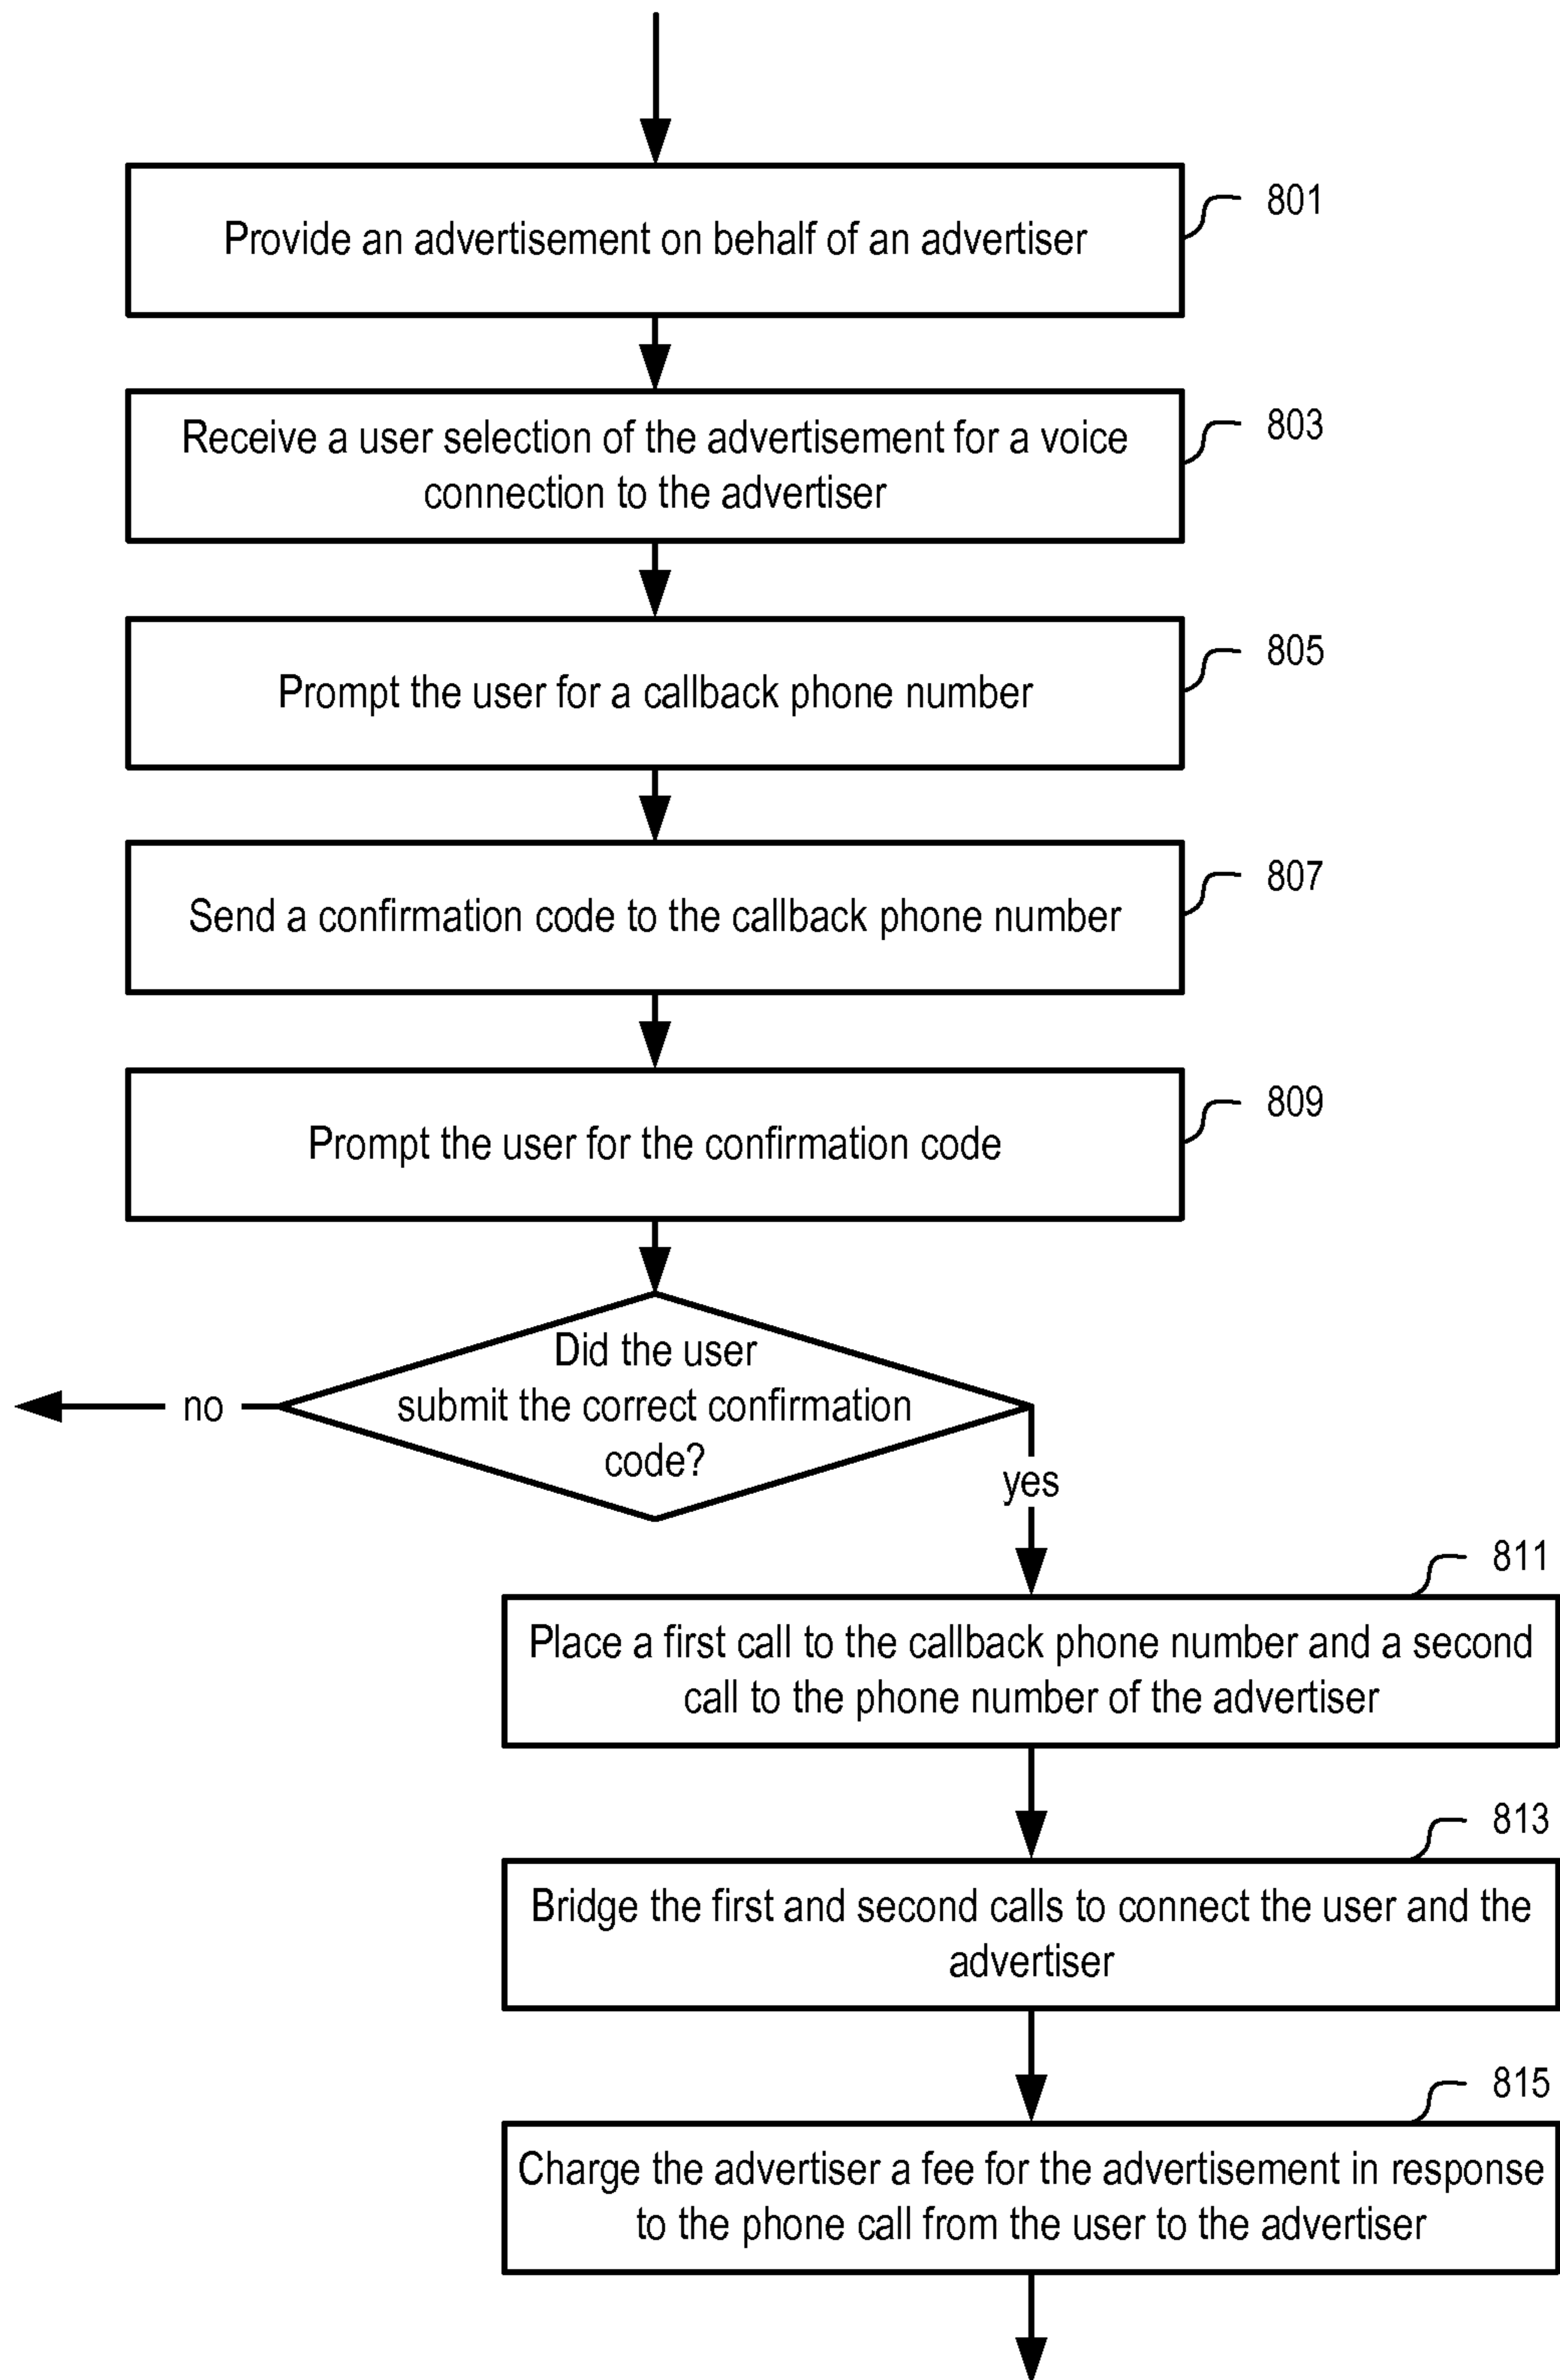 Provide an advertisement on behalf of an advertiser
801
Receive a user selection of the advertisement for a voice
connection to the advertiser
803
Prompt the user for a callback phone number
805
Send a confirmation code to the callback phone number
807
Prompt the user for the confirmation code
809
Did the user
submit the correct confirmation
code?
no
yes
811
Place a first call to the callback phone number and a second
call to the phone number of the advertiser
813
Bridge the first and second calls to connect the user and the
advertiser
815
Charge the advertiser a fee for the advertisement in response
to the phone call from the user to the advertiser